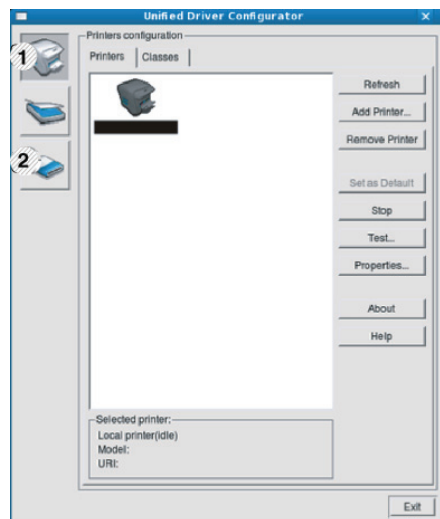 Unified Driver Configurator
Printers configuration
1
Printers Classes
Refresh
Add Printer...
Remove Printer
2
Set as Default
Stop
Test...
Properties...
About
Help
Selected printer:
Local printer(idle)
Model:
URI:
Exit